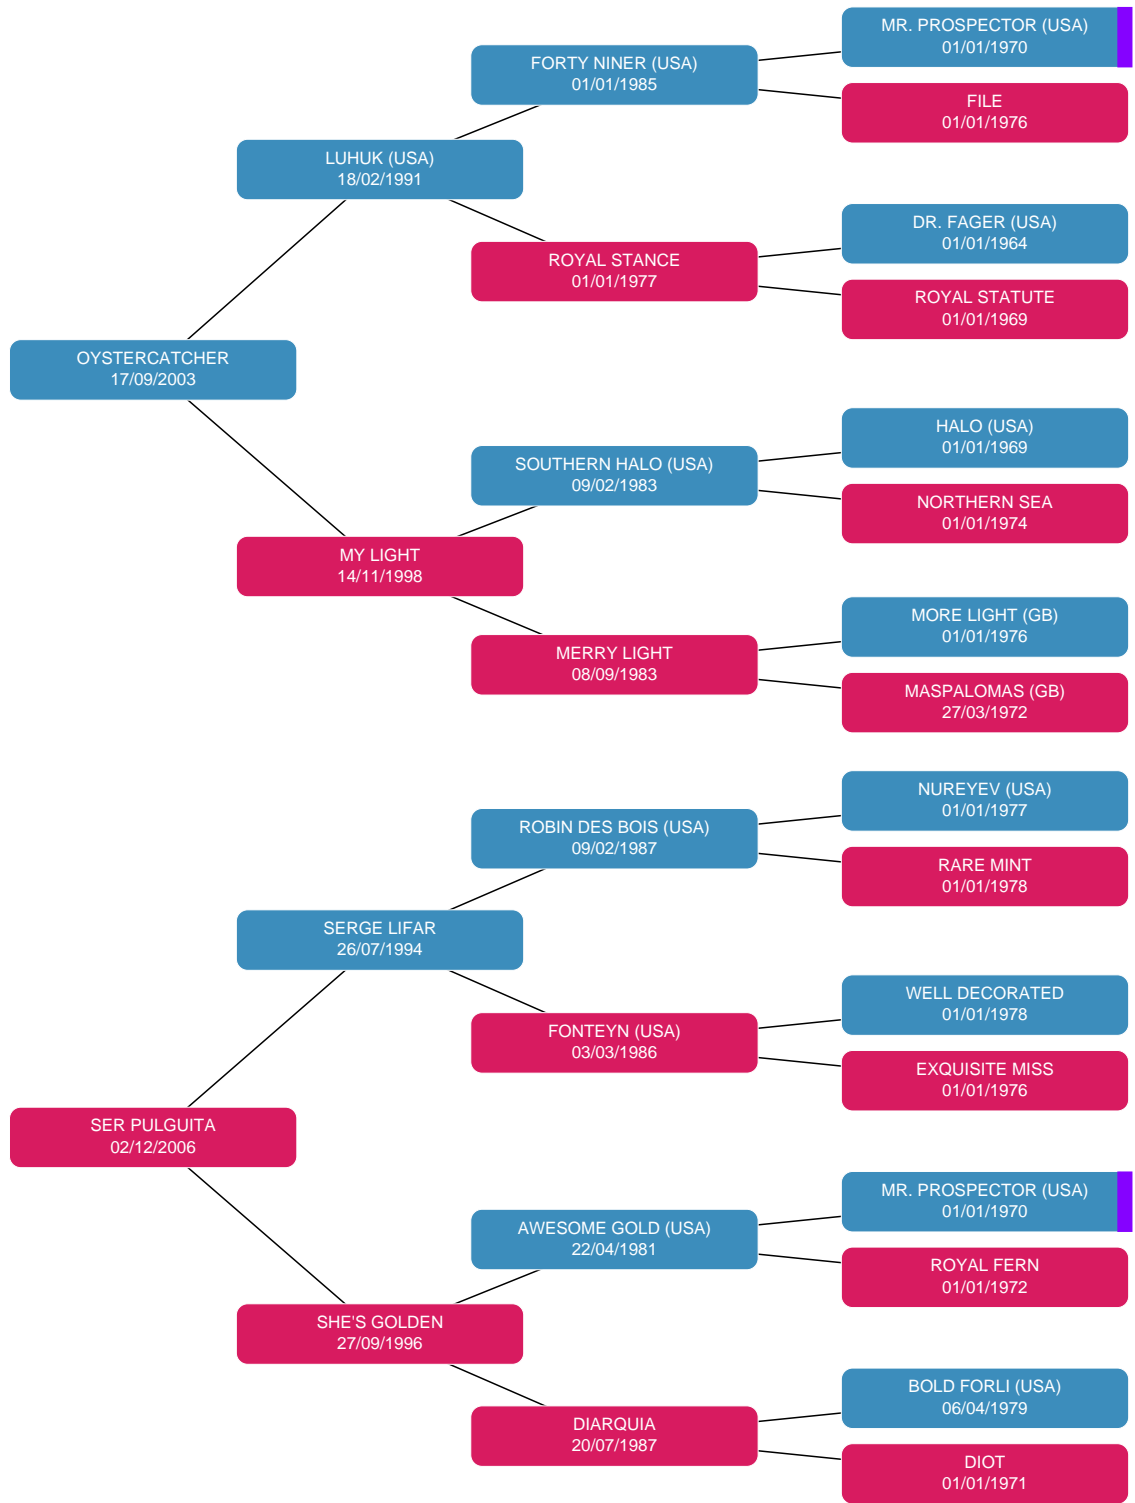 MR. PROSPECTOR (USA)
01/01/1970
FORTY NINER (USA)
01/01/1985
FILE
01/01/1976
LUHUK (USA)
18/02/1991
DR. FAGER (USA)
01/01/1964
ROYAL STANCE
01/01/1977
ROYAL STATUTE
01/01/1969
OYSTERCATCHER
17/09/2003
HALO (USA)
01/01/1969
SOUTHERN HALO (USA)
09/02/1983
NORTHERN SEA
01/01/1974
MY LIGHT
14/11/1998
MORE LIGHT (GB)
01/01/1976
MERRY LIGHT
08/09/1983
MASPALOMAS (GB)
27/03/1972
NUREYEV (USA)
01/01/1977
ROBIN DES BOIS (USA)
09/02/1987
RARE MINT
01/01/1978
SERGE LIFAR
26/07/1994
WELL DECORATED
01/01/1978
FONTEYN (USA)
03/03/1986
EXQUISITE MISS
01/01/1976
SER PULGUITA
02/12/2006
MR. PROSPECTOR (USA)
01/01/1970
AWESOME GOLD (USA)
22/04/1981
ROYAL FERN
01/01/1972
SHE'S GOLDEN
27/09/1996
BOLD FORLI (USA)
06/04/1979
DIARQUIA
20/07/1987
DIOT
01/01/1971